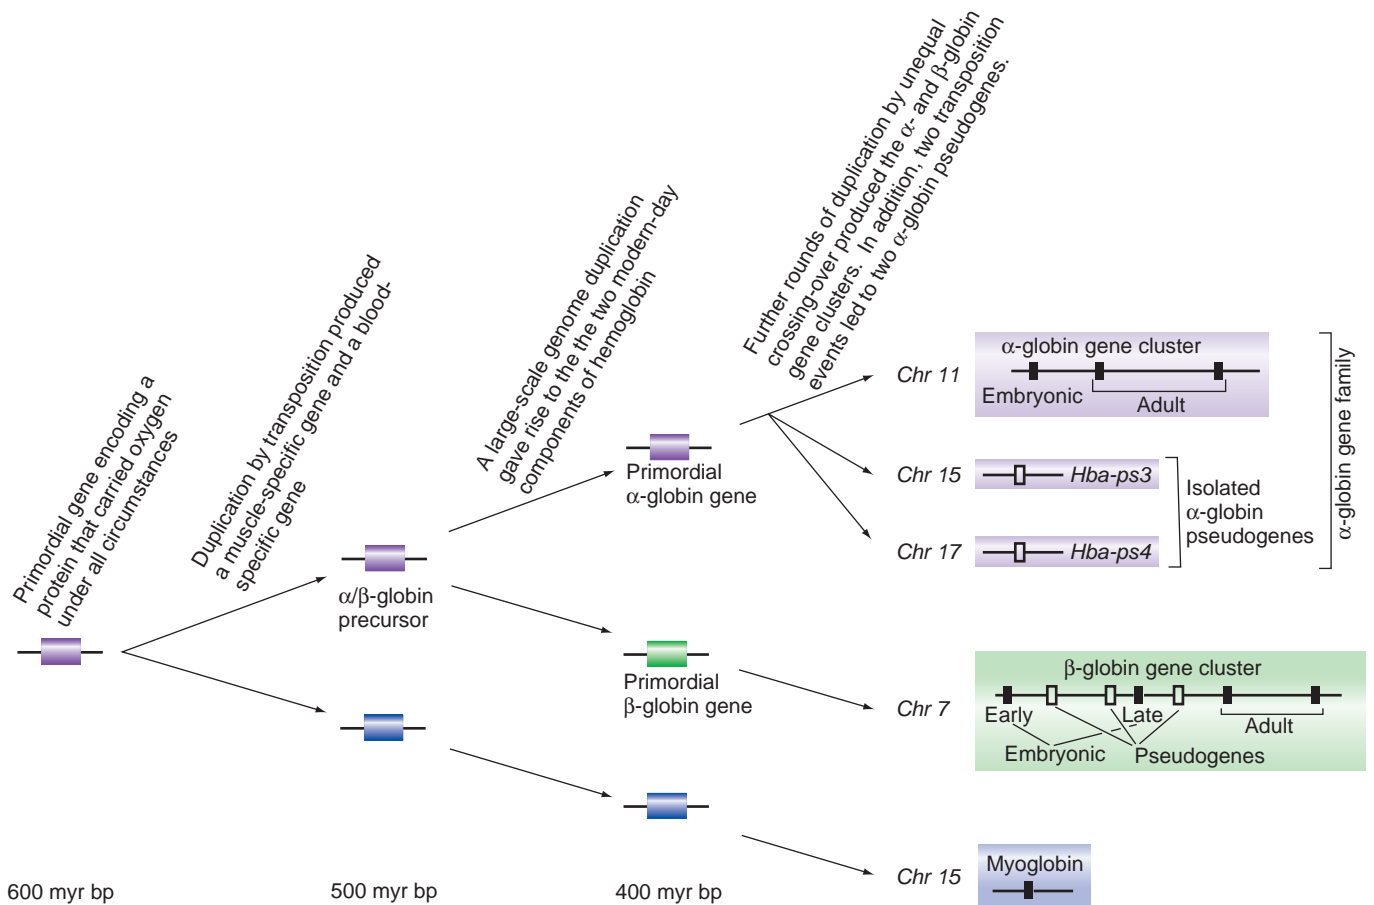 Primordial gene encoding a
protein that carried oxygen
under all circumstances
Duplication by transposition produced
a muscle-specific gene and a blood-
specific gene
A large-scale genome duplication
gave rise to the the two modern-day
components of hemoglobin
Further rounds of duplication by unequal
crossing-over produced the α- and β-globin
gene clusters. In addition, two transposition
events led to two α-globin pseudogenes.
α/β-globin
precursor
Primordial
α-globin gene
Primordial
β-globin gene
Chr 11
α-globin gene cluster
Embryonic
Adult
Chr 15
Hba-ps3
Chr 17
Hba-ps4
Isolated
α-globin
pseudogenes
α-globin gene family
Chr 7
β-globin gene cluster
Early
Late
Adult
Embryonic
Pseudogenes
Chr 15
Myoglobin
600 myr bp
500 myr bp
400 myr bp